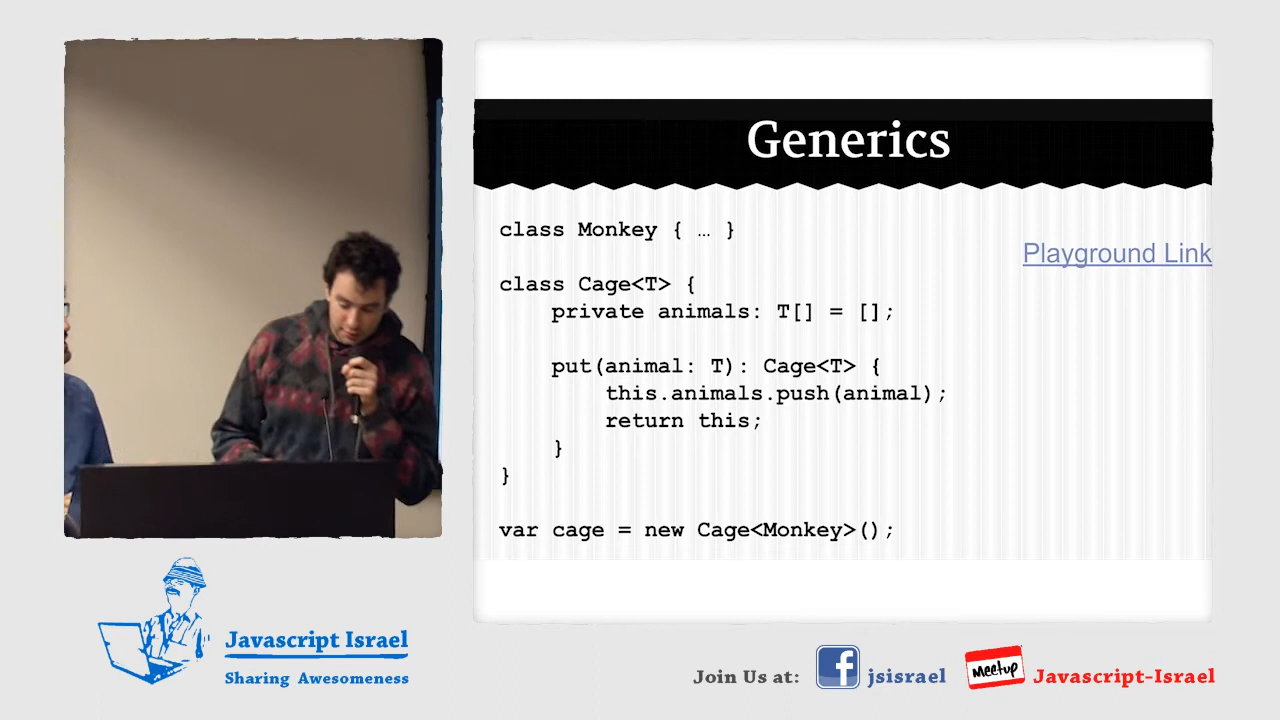 Generics
class Monkey { … }
Playground Link
class Cage<T> {
    private animals: T[] = [];
    put(animal: T): Cage<T> {
        this.animals.push(animal);
        return this;
    }
}
var cage = new Cage<Monkey>();
Javascript Israel
Sharing Awesomeness
Join Us at:
f
jsisrael
Meetup
Javascript-Israel